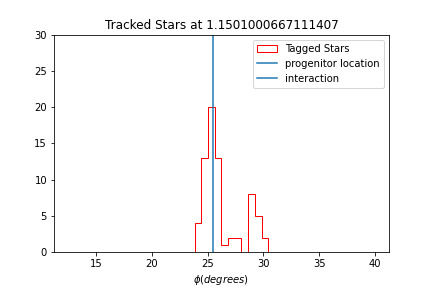 Tracked Stars at 1.1501000667111407
30
25
20
15
10
5
0
Tagged Stars
progenitor location
interaction
15 20 25 30 35 40
ϕ(degrees)